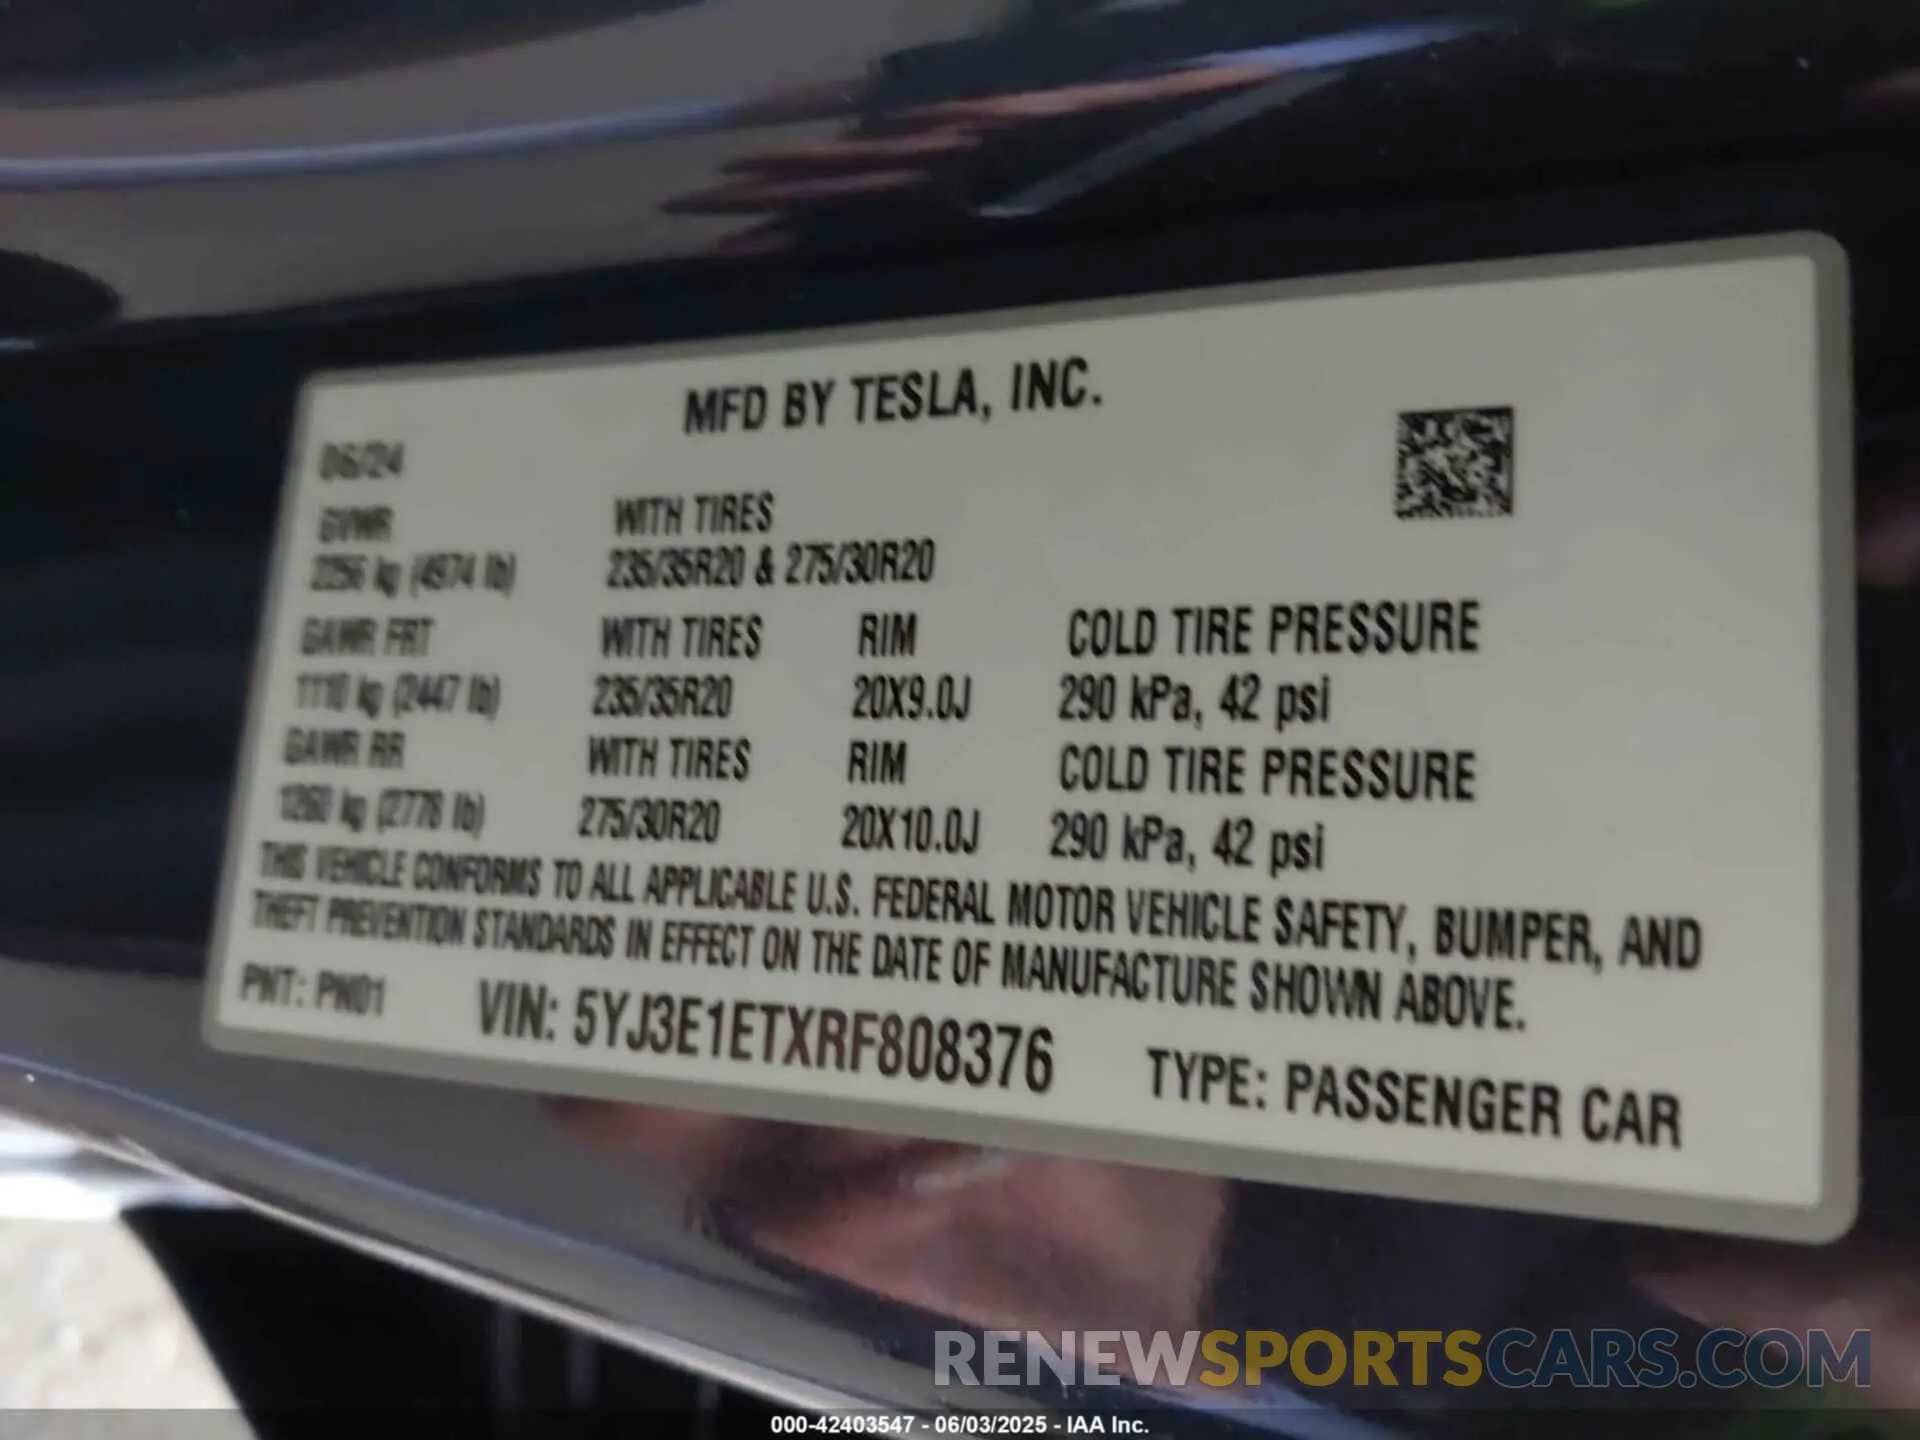 MFD BY TESLA, INC.
06/24
GVWR WITH TIRES
2256 kg (4974 lb) 235/35R20 & 275/30R20
GAWR FRT WITH TIRES RIM COLD TIRE PRESSURE
1110 kg (2447 lb) 235/35R20 20X9.0J 290 kPa, 42 psi
GAWR RR WITH TIRES RIM COLD TIRE PRESSURE
1260 kg (2778 lb) 275/30R20 20X10.0J 290 kPa, 42 psi
THIS VEHICLE CONFORMS TO ALL APPLICABLE U.S. FEDERAL MOTOR VEHICLE SAFETY, BUMPER, AND
THEFT PREVENTION STANDARDS IN EFFECT ON THE DATE OF MANUFACTURE SHOWN ABOVE.
PNT: PN01 VIN: 5YJ3E1ETXRF808376 TYPE: PASSENGER CAR
RENEWSPORTSCARS.COM
000-42403547 - 06/03/2025 - IAA Inc.